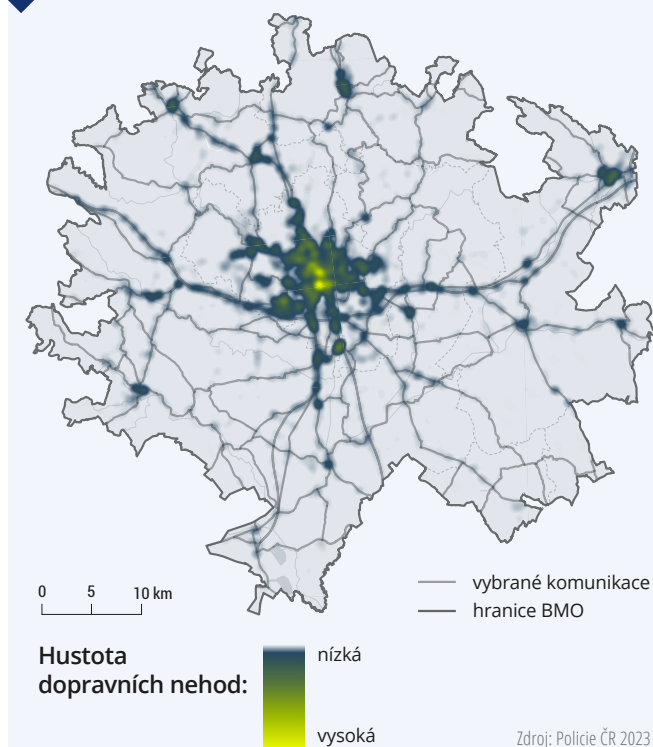 0 5 10 km
vybrané komunikace
hranice BMO
Hustota
dopravních nehod:
nízká
vysoká
Zdroj: Policie ČR 2023